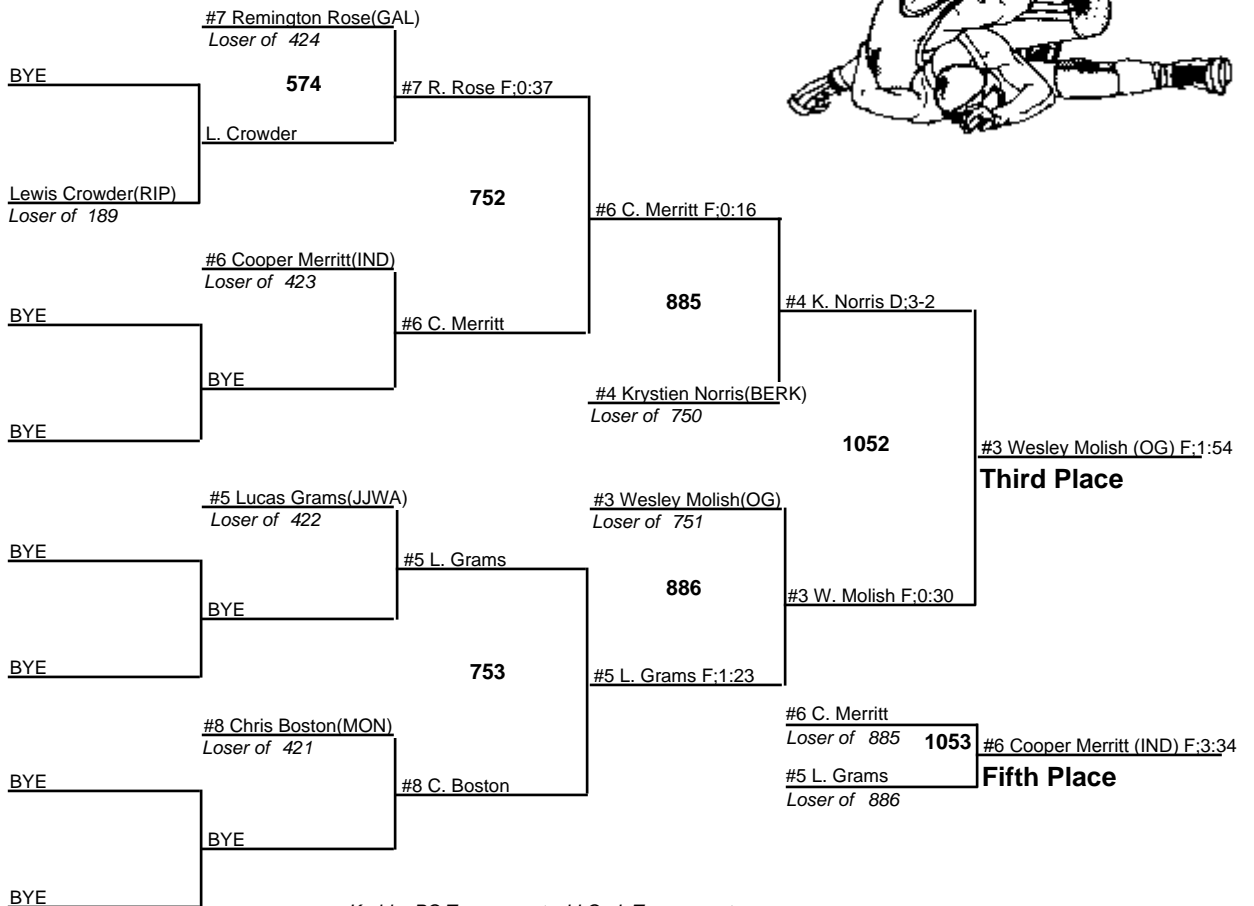 #7 Remington Rose(GAL)
Loser of 424
BYE
574
#7 R. Rose F;0:37
L. Crowder
Lewis Crowder(RIP)
Loser of 189
752
#6 C. Merritt F;0:16
#6 Cooper Merritt(IND)
Loser of 423
885
#4 K. Norris D;3-2
BYE
#6 C. Merritt
BYE
#4 Krystien Norris(BERK)
Loser of 750
BYE
1052
#3 Wesley Molish (OG) F;1:54
Third Place
#5 Lucas Grams(JJWA)
Loser of 422
#3 Wesley Molish(OG)
Loser of 751
BYE
#5 L. Grams
886
#3 W. Molish F;0:30
BYE
BYE
753
#5 L. Grams F;1:23
#8 Chris Boston(MON)
Loser of 421
#6 C. Merritt
Loser of 885
1053
#6 Cooper Merritt (IND) F;3:34
Fifth Place
#5 L. Grams
Loser of 886
BYE
#8 C. Boston
BYE
BYE